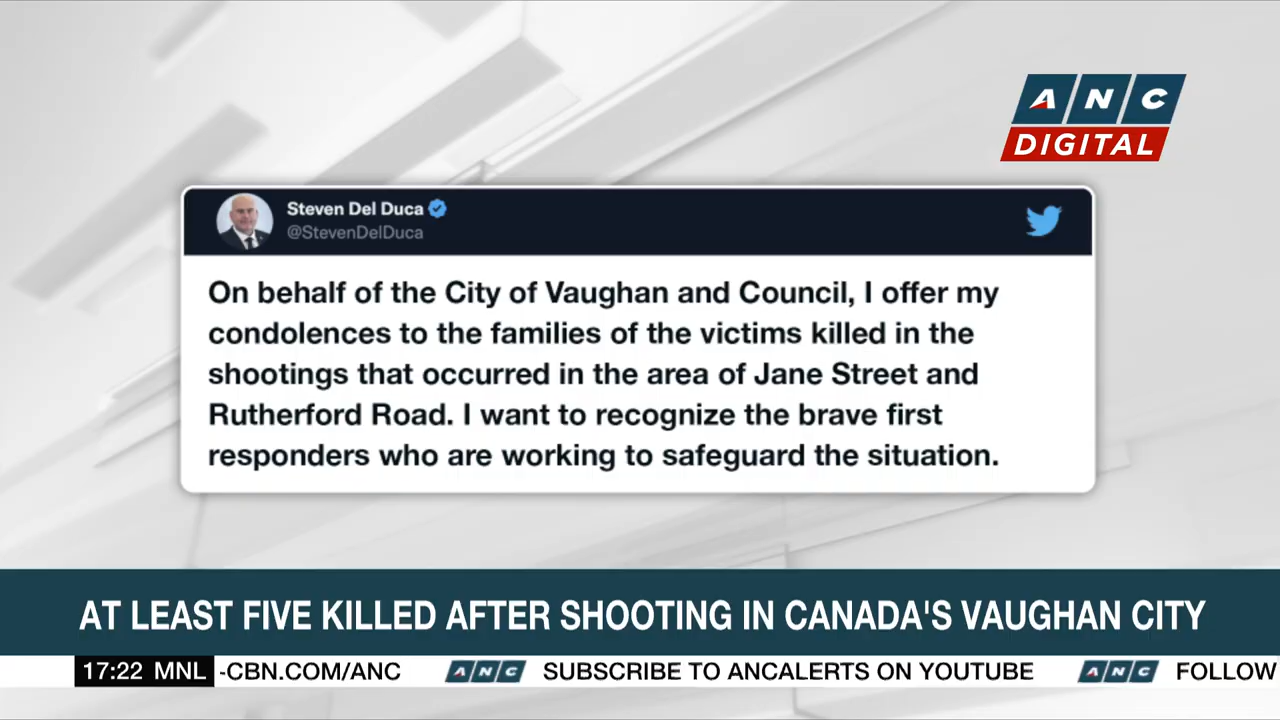 ANC
DIGITAL
Steven Del Duca
@StevenDelDuca
On behalf of the City of Vaughan and Council, I offer my
condolences to the families of the victims killed in the
shootings that occurred in the area of Jane Street and
Rutherford Road. I want to recognize the brave first
responders who are working to safeguard the situation.
AT LEAST FIVE KILLED AFTER SHOOTING IN CANADA'S VAUGHAN CITY
17:22 MNL -CBN.COM/ANC ANC SUBSCRIBE TO ANCALERTS ON YOUTUBE ANC FOLLOW